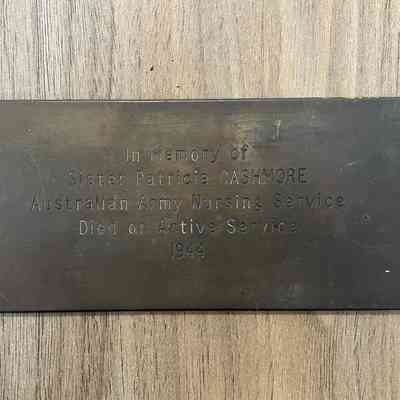 In Memory of
Sister Patricia CASHMORE
Australian Army Nursing Service
Died on Active Service
1944